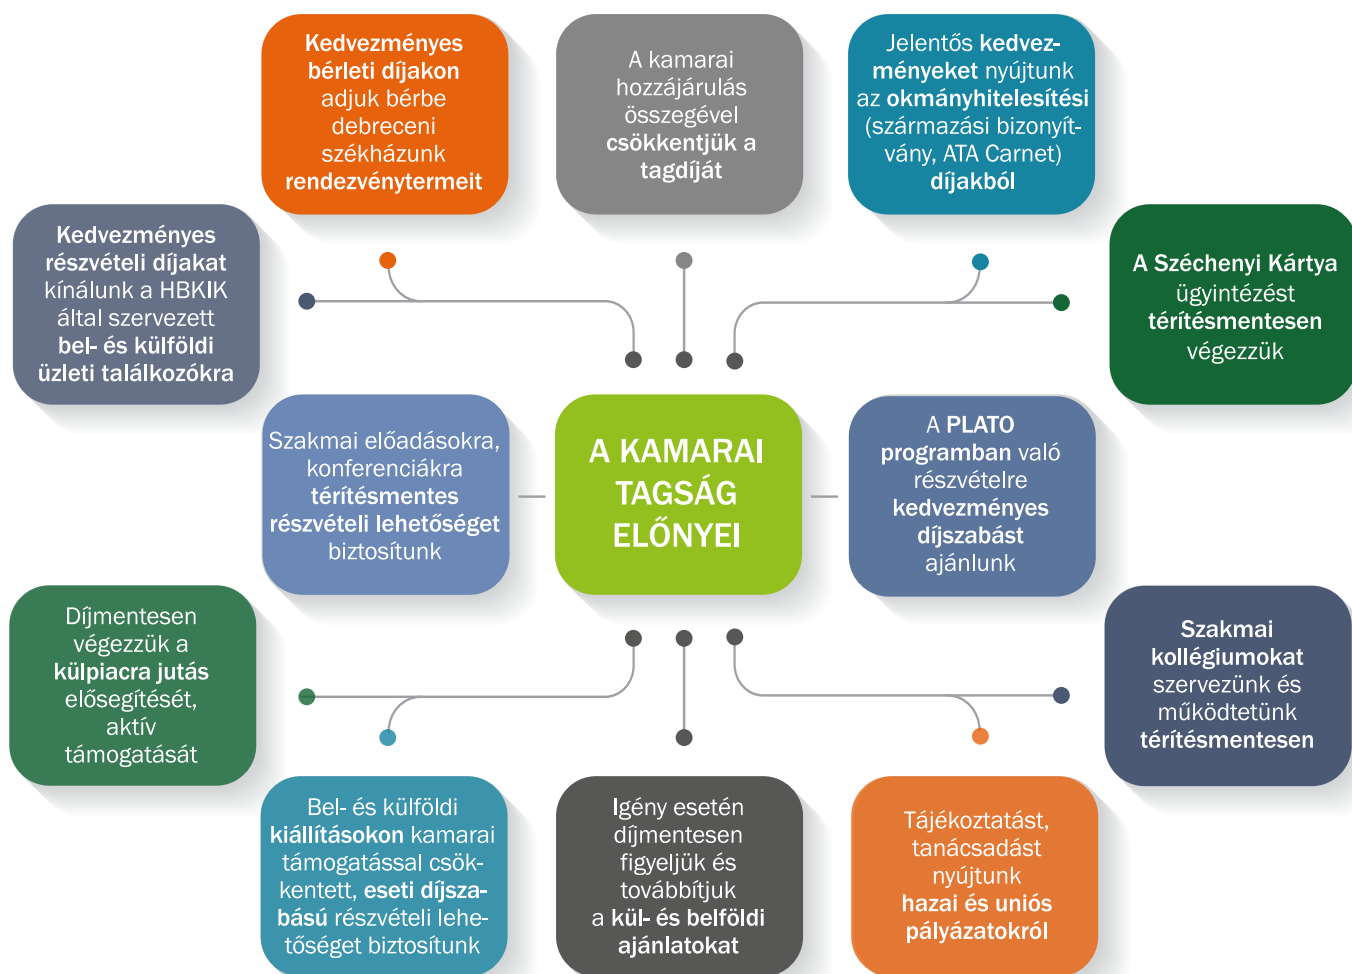 Kedvezményes
bérleti díjakon
adjuk bérbe
debreceni
székházunk
rendezvénytermeit
A kamarai
hozzájárulás
összegével
csökkentjük a
tagdíját
Jelentős kedvez-
ményeket nyújtunk
az okmányhitelesítési
(származási bizonyít-
vány, ATA Carnet)
díjakból
Kedvezményes
részvételi díjakat
kínálunk a HBKIK
által szervezett
bel- és külföldi
üzleti találkozókra
A Széchenyi Kártya
ügyintézést
térítésmentesen
végezzük
Szakmai előadásokra,
konferenciákra
térítésmentes
részvételi lehetőséget
biztosítunk
A KAMARAI
TAGSÁG
ELŐNYEI
A PLATO
programban való
részvételre
kedvezményes
díjszabást
ajánlunk
Díjmentesen
végezzük a
külpiacra jutás
elősegítését,
aktív
támogatását
Szakmai
kollégiumokat
szervezünk és
működtetünk
térítésmentesen
Bel- és külföldi
kiállításokon kamarai
támogatással csök-
kentett, eseti díjsza-
bású részvételi lehe-
tőséget biztosítunk
Igény esetén
díjmentesen
figyeljük és
továbbítjuk
a kül- és belföldi
ajánlatokat
Tájékoztatást,
tanácsadást
nyújtunk
hazai és uniós
pályázatokról